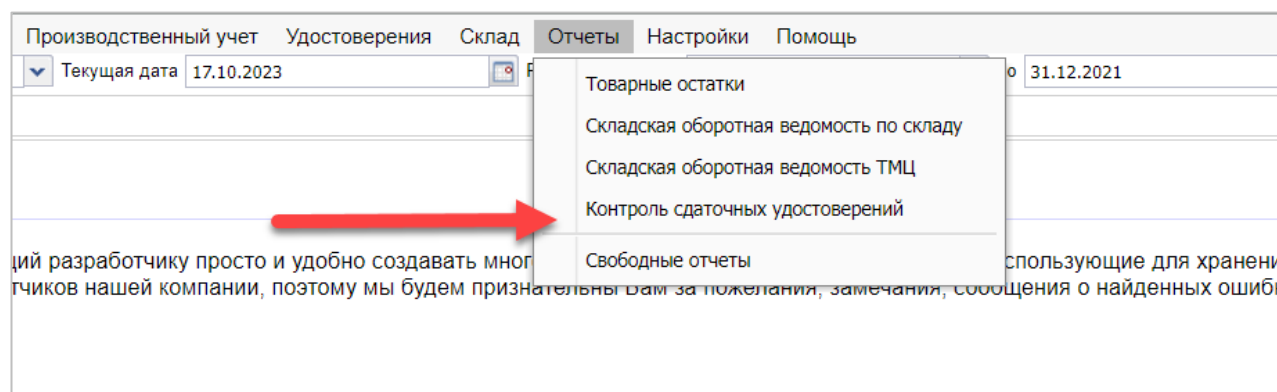 Производственный учет Удостоверения Склад Отчеты Настройки Помощь
Текущая дата 17.10.2023 о 31.12.2021
Товарные остатки
Складская оборотная ведомость по складу
Складская оборотная ведомость ТМЦ
Контроль сдаточных удостоверений
Свободные отчеты
ций разработчику просто и удобно создавать мног спользующие для хранени
тчиков нашей компании, поэтому мы будем признательны Вам за пожелания, замечания, сообщения о найденных ошиб